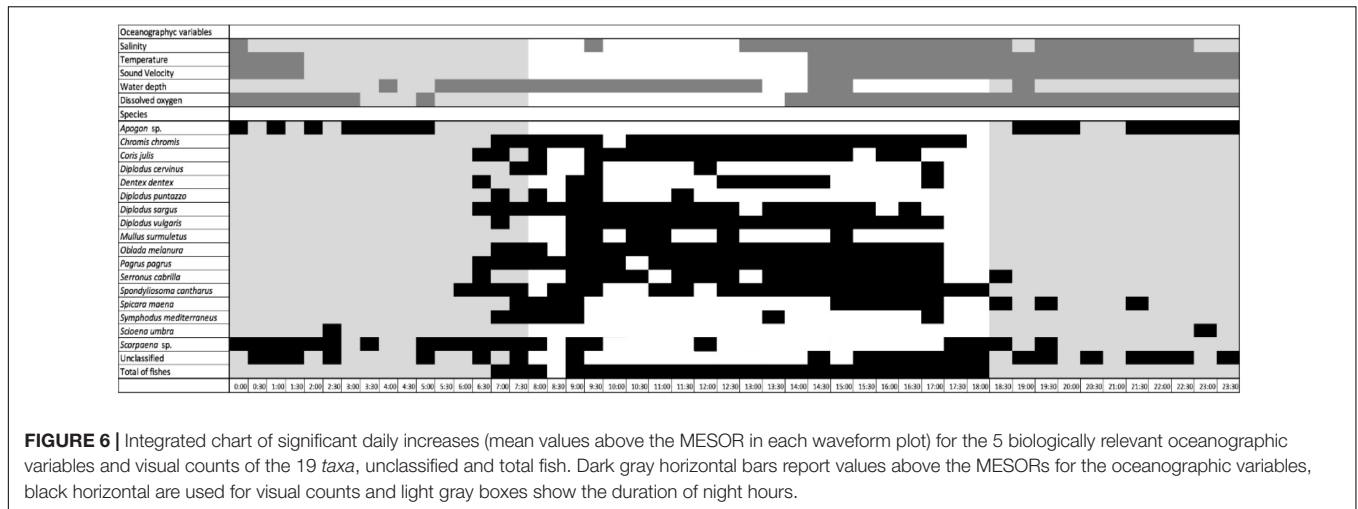 Oceanographyc variables
Salinity
Temperature
Sound Velocity
Water depth
Dissolved oxygen
Species
Apogon sp.
Chromis chromis
Coris julis
Diplodus cervinus
Dentex dentex
Diplodus puntazzo
Diplodus sargus
Diplodus vulgaris
Mullus surmuletus
Oblada melanura
Pagrus pagrus
Serronus cabrilla
Spondyliosoma cantharus
Spicara maena
Symphodus mediterraneus
Scioena umbra
Scorpaena sp.
Unclassified
Total of fishes
0:00 0:30 1:00 1:30 2:00 2:30 3:00 3:30 4:00 4:30 5:00 5:30 6:00 6:30 7:00 7:30 8:00 8:30 9:00 9:30 10:00 10:30 11:00 11:30 12:00 12:30 13:00 13:30 14:00 14:30 15:00 15:30 16:00 16:30 17:00 17:30 18:00 18:30 19:00 19:30 20:00 20:30 21:00 21:30 22:00 22:30 23:00 23:30
FIGURE 6 | Integrated chart of significant daily increases (mean values above the MESOR in each waveform plot) for the 5 biologically relevant oceanographic
variables and visual counts of the 19 taxa, unclassified and total fish. Dark gray horizontal bars report values above the MESORs for the oceanographic variables,
black horizontal are used for visual counts and light gray boxes show the duration of night hours.